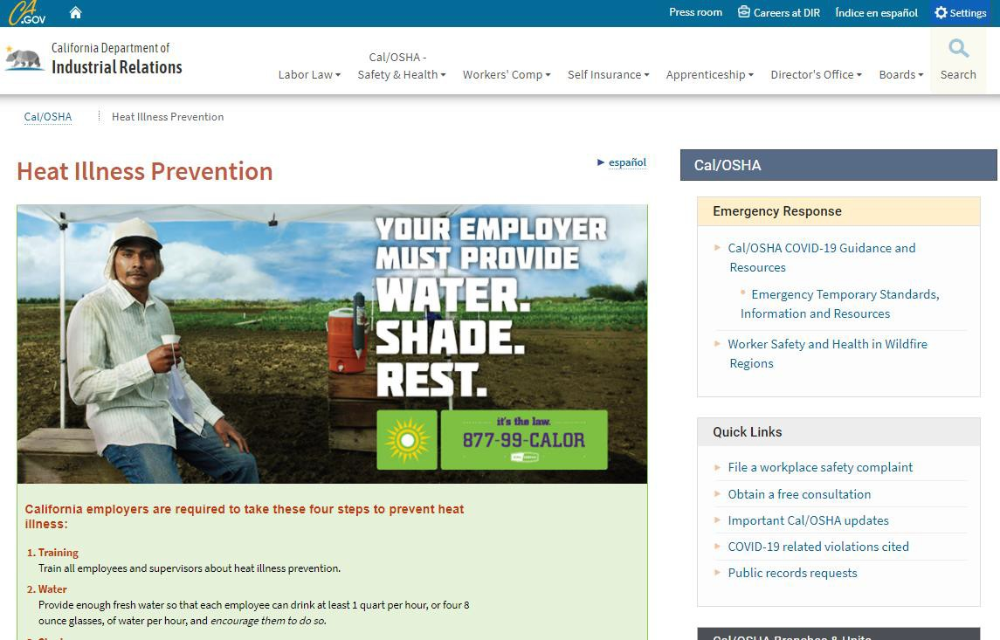 CA
.GOV
Press room
Careers at DIR
Índice en español
Settings
California Department of
Industrial Relations
Labor Law
Cal/OSHA -
Safety & Health
Workers' Comp
Self Insurance
Apprenticeship
Director's Office
Boards
Search
Cal/OSHA
Heat Illness Prevention
Heat Illness Prevention
español
YOUR EMPLOYER
MUST PROVIDE
WATER.
SHADE.
REST.
it's the law.
877-99-CALOR
California employers are required to take these four steps to prevent heat
illness:
1. Training
Train all employees and supervisors about heat illness prevention.
2. Water
Provide enough fresh water so that each employee can drink at least 1 quart per hour, or four 8
ounce glasses, of water per hour, and encourage them to do so.
Cal/OSHA
Emergency Response
Cal/OSHA COVID-19 Guidance and
Resources
Emergency Temporary Standards,
Information and Resources
Worker Safety and Health in Wildfire
Regions
Quick Links
File a workplace safety complaint
Obtain a free consultation
Important Cal/OSHA updates
COVID-19 related violations cited
Public records requests
Cal/OSHA Branches & Units